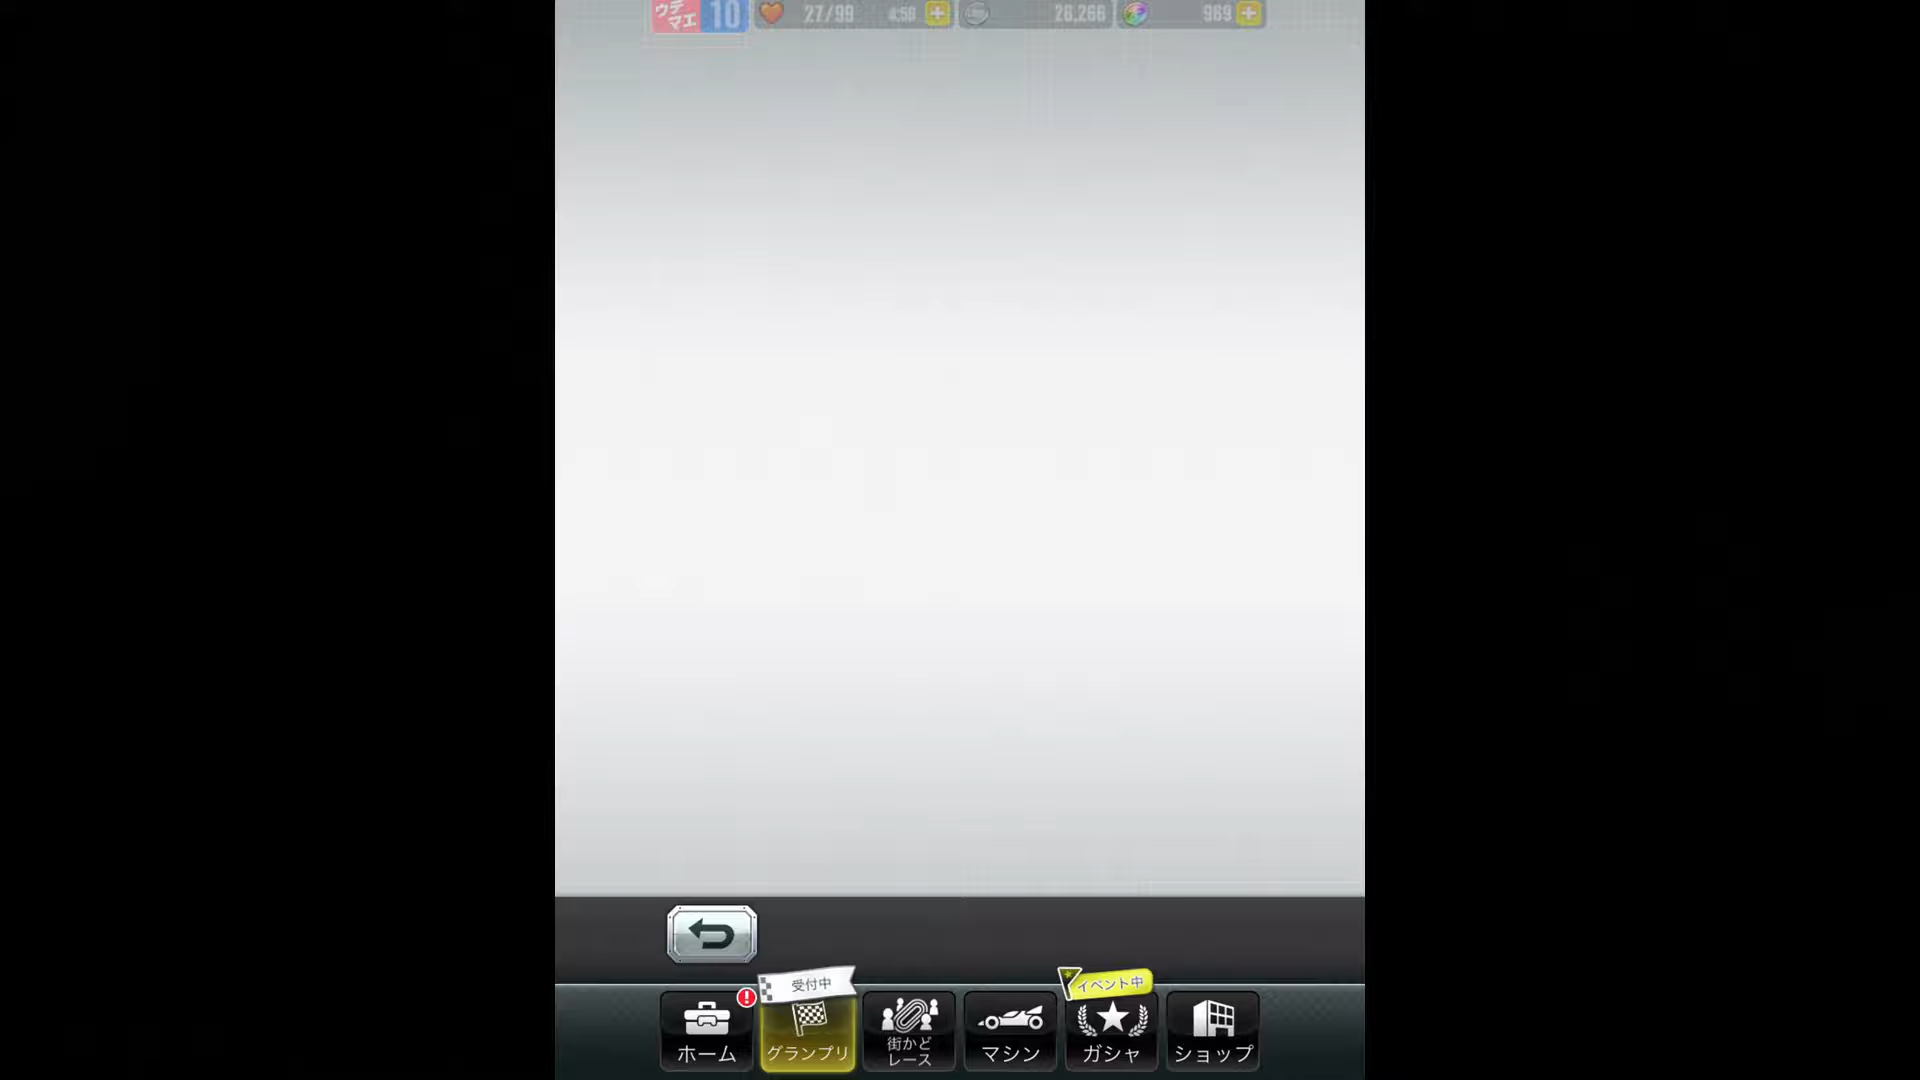 ウデマエ 10 27/99 4:58 26,266 969
受付中 イベント中
ホーム グランプリ 街かどレース マシン ガシャ ショップ